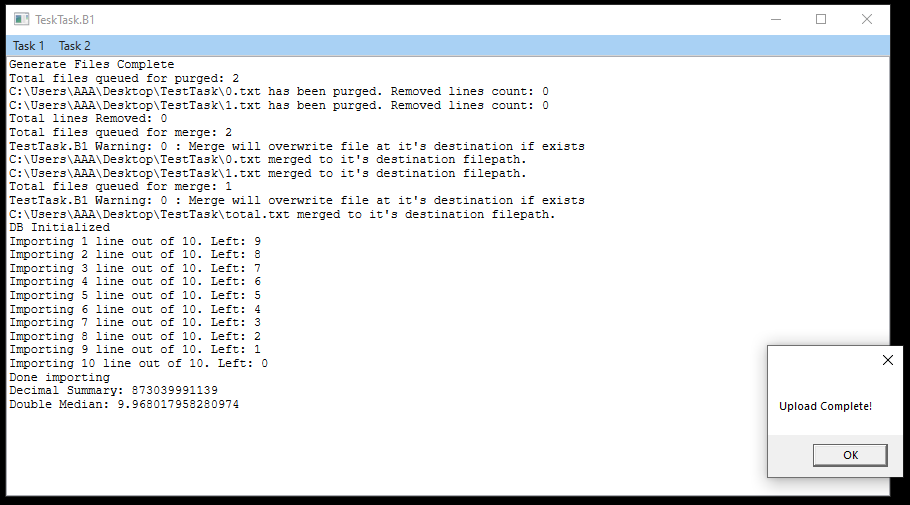 TeskTask.B1
Task 1 Task 2
Generate Files Complete
Total files queued for purged: 2
C:\Users\AAA\Desktop\TestTask\0.txt has been purged. Removed lines count: 0
C:\Users\AAA\Desktop\TestTask\1.txt has been purged. Removed lines count: 0
Total lines Removed: 0
Total files queued for merge: 2
TestTask.B1 Warning: 0 : Merge will overwrite file at it's destination if exists
C:\Users\AAA\Desktop\TestTask\0.txt merged to it's destination filepath.
C:\Users\AAA\Desktop\TestTask\1.txt merged to it's destination filepath.
Total files queued for merge: 1
TestTask.B1 Warning: 0 : Merge will overwrite file at it's destination if exists
C:\Users\AAA\Desktop\TestTask\total.txt merged to it's destination filepath.
DB Initialized
Importing 1 line out of 10. Left: 9
Importing 2 line out of 10. Left: 8
Importing 3 line out of 10. Left: 7
Importing 4 line out of 10. Left: 6
Importing 5 line out of 10. Left: 5
Importing 6 line out of 10. Left: 4
Importing 7 line out of 10. Left: 3
Importing 8 line out of 10. Left: 2
Importing 9 line out of 10. Left: 1
Importing 10 line out of 10. Left: 0
Done importing
Decimal Summary: 873039991139
Double Median: 9.968017958280974
Upload Complete!
OK